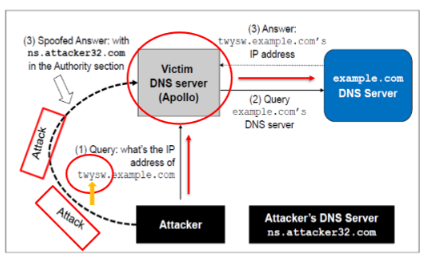 (3) Spoofed Answer: with
ns.attacker32.com
in the Authority section
Victim
DNS server
(Apollo)
(3) Answer:
twysw.example.com's
IP address
example.com
DNS Server
(2) Query
example.com's
DNS server
Attack
(1) Query: what's the IP
address of
twysw.example.com
Attack
Attacker
Attacker's DNS Server
ns.attacker32.com